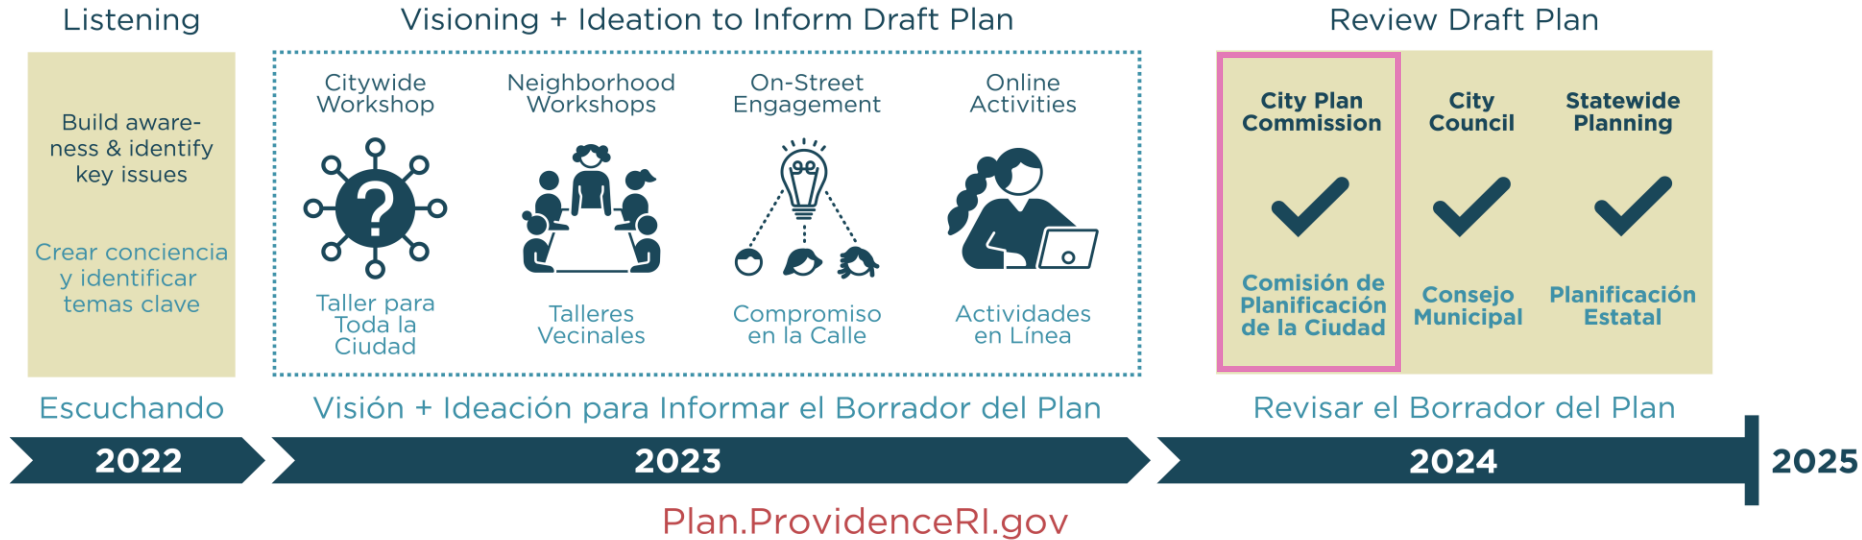 Listening
Build aware-
ness & identify
key issues
Crear conciencia
y identificar
temas clave
Escuchando
Visioning + Ideation to Inform Draft Plan
Citywide
Workshop
?
Taller para
Toda la
Ciudad
Neighborhood
Workshops
Talleres
Vecinales
On-Street
Engagement
Compromiso
en la Calle
Online
Activities
Actividades
en Línea
Visión + Ideación para Informar el Borrador del Plan
Review Draft Plan
City Plan
Commission
Comisión de
Planificación
de la Ciudad
City
Council
Consejo
Municipal
Statewide
Planning
Planificación
Estatal
Revisar el Borrador del Plan
2022
2023
2024
2025
Plan.ProvidenceRI.gov